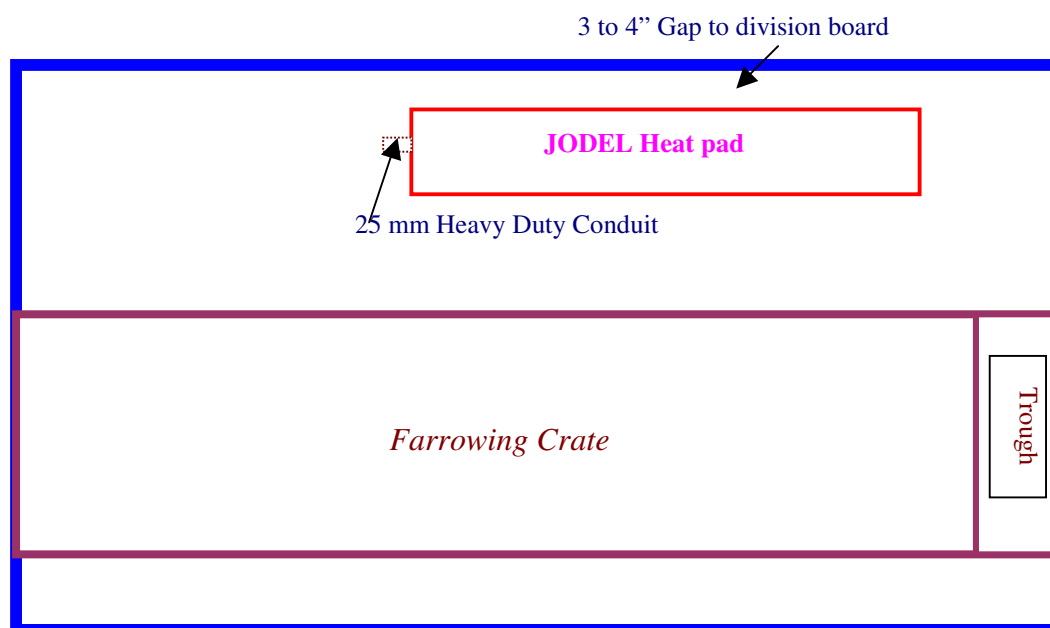 3 to 4” Gap to division board
JODEL Heat pad
25 mm Heavy Duty Conduit
Farrowing Crate
Trough